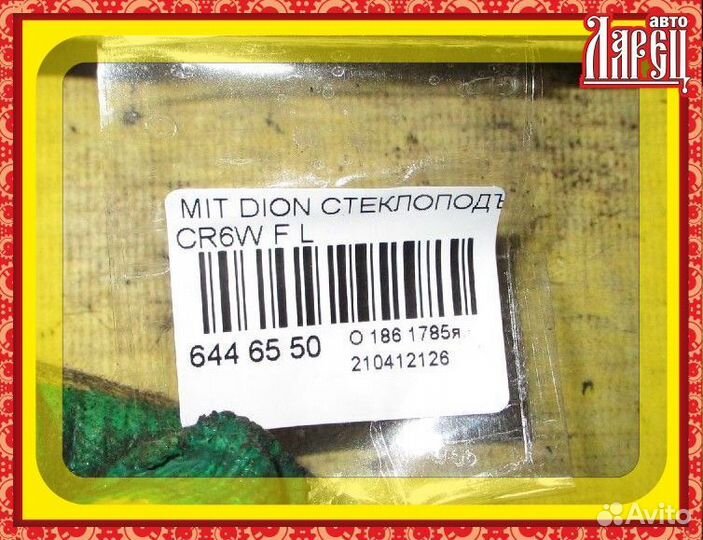 авто
ЛАРЕЦ
MIT DION СТЕКЛОПОДЪ
CR6W F L
644 65 50
О 186 1785я.
210412126
Avito